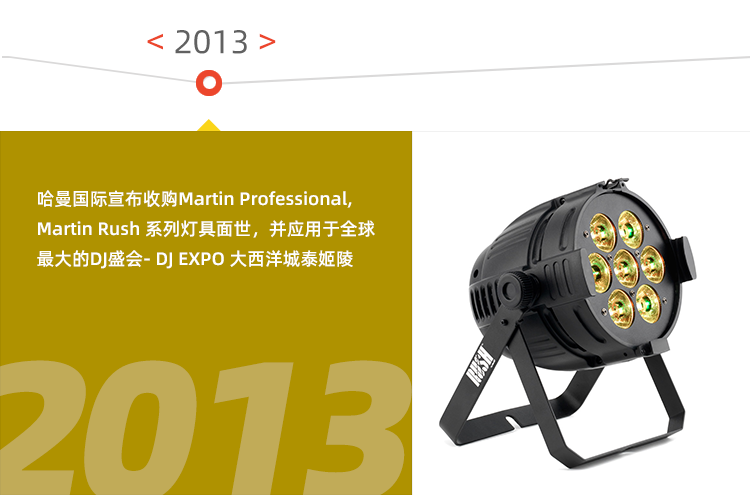 < 2013 >
哈曼国际宣布收购Martin Professional,
Martin Rush 系列灯具面世，并应用于全球
最大的DJ盛会- DJ EXPO 大西洋城泰姬陵
2013
RUSH